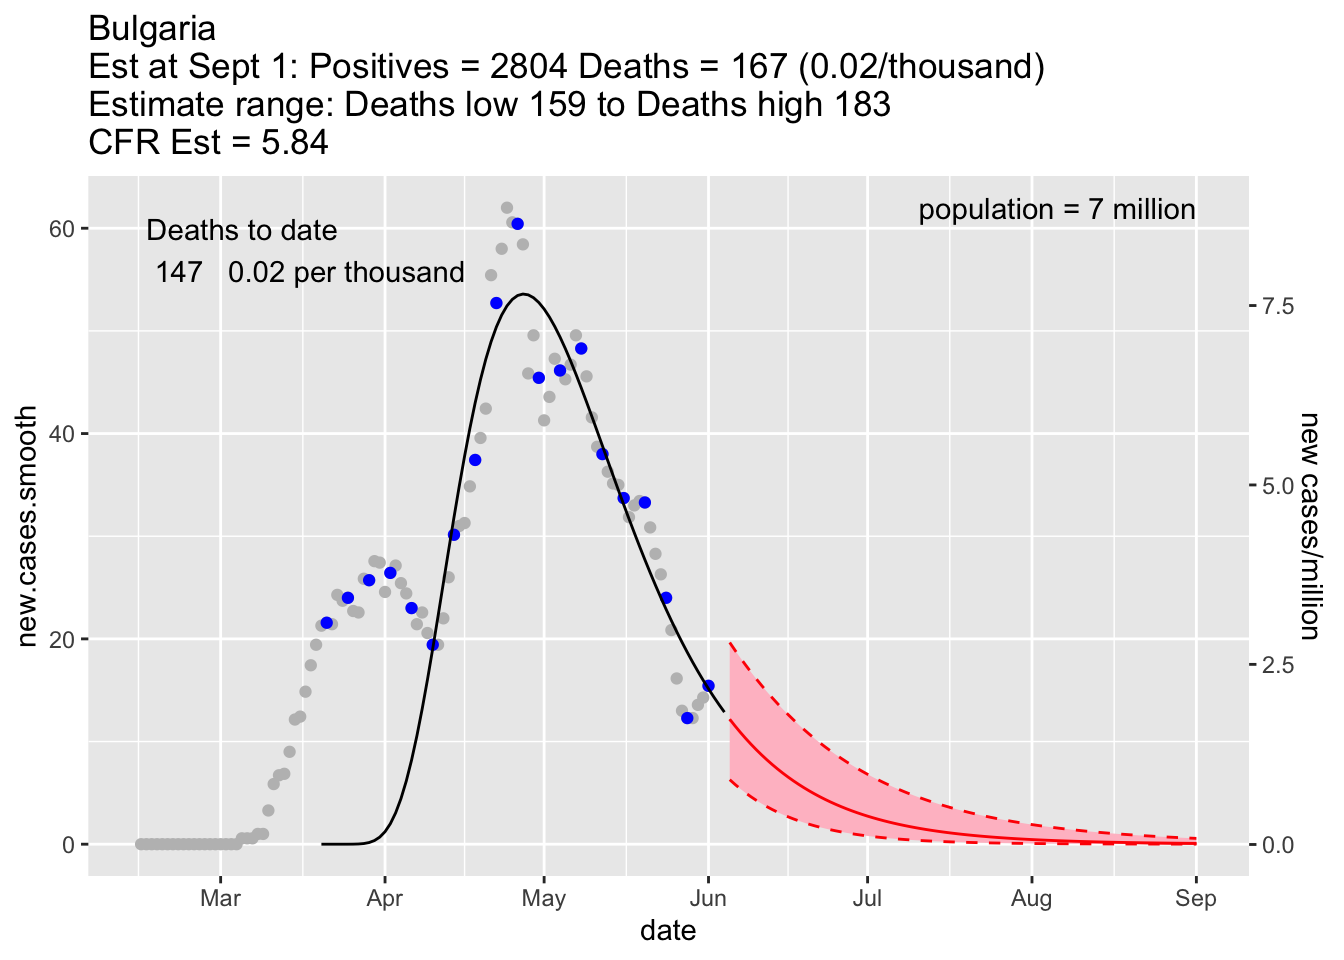 Bulgaria
Est at Sept 1: Positives = 2804 Deaths = 167 (0.02/thousand)
Estimate range: Deaths low 159 to Deaths high 183
CFR Est = 5.84
population = 7 million
Deaths to date
147 0.02 per thousand
new.cases.smooth
60
40
20
0
7.5
5.0
2.5
0.0
new cases/million
Mar Apr May Jun Jul Aug Sep
date